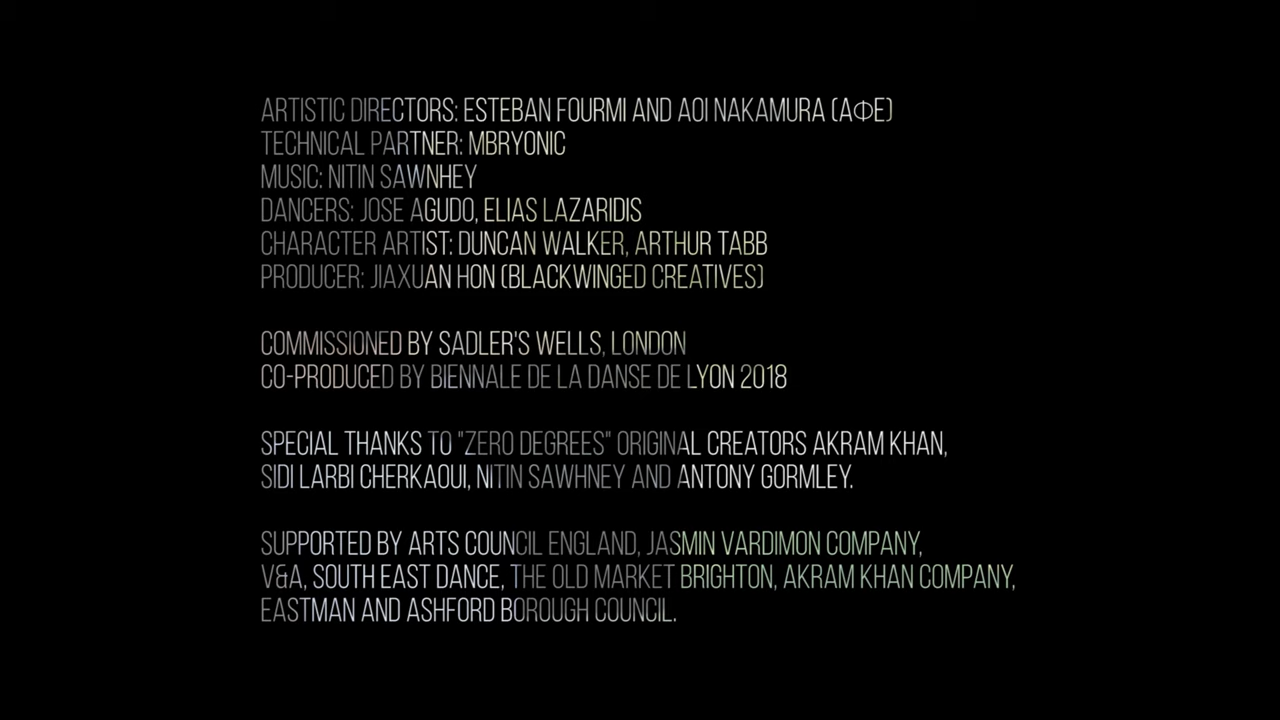 ARTISTIC DIRECTORS: ESTEBAN FOURMI AND AOI NAKAMURA (AΦE)
TECHNICAL PARTNER: MBRYONIC
MUSIC: NITIN SAWNHEY
DANCERS: JOSE AGUDO, ELIAS LAZARIDIS
CHARACTER ARTIST: DUNCAN WALKER, ARTHUR TABB
PRODUCER: JIAXUAN HON (BLACKWINGED CREATIVES)
COMMISSIONED BY SADLER'S WELLS, LONDON
CO-PRODUCED BY BIENNALE DE LA DANSE DE LYON 2018
SPECIAL THANKS TO "ZERO DEGREES" ORIGINAL CREATORS AKRAM KHAN,
SIDI LARBI CHERKAOUI, NITIN SAWHNEY AND ANTONY GORMLEY.
SUPPORTED BY ARTS COUNCIL ENGLAND, JASMIN VARDIMON COMPANY,
V&A, SOUTH EAST DANCE, THE OLD MARKET BRIGHTON, AKRAM KHAN COMPANY,
EASTMAN AND ASHFORD BOROUGH COUNCIL.